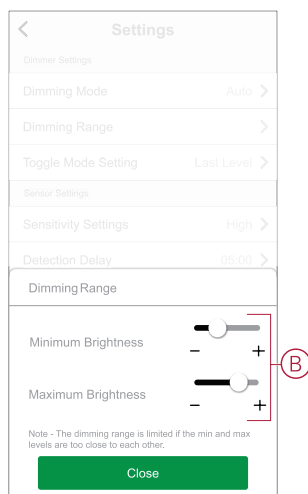 Settings
Dimmer Settings
Dimming Mode Auto
Dimming Range
Toggle Mode Setting Last Level
Sensor Settings
Sensitivity Settings High
Detection Delay 05:00
Dimming Range
Minimum Brightness
- +
Maximum Brightness
- +
B
Note - The dimming range is limited if the min and max
levels are too close to each other.
Close